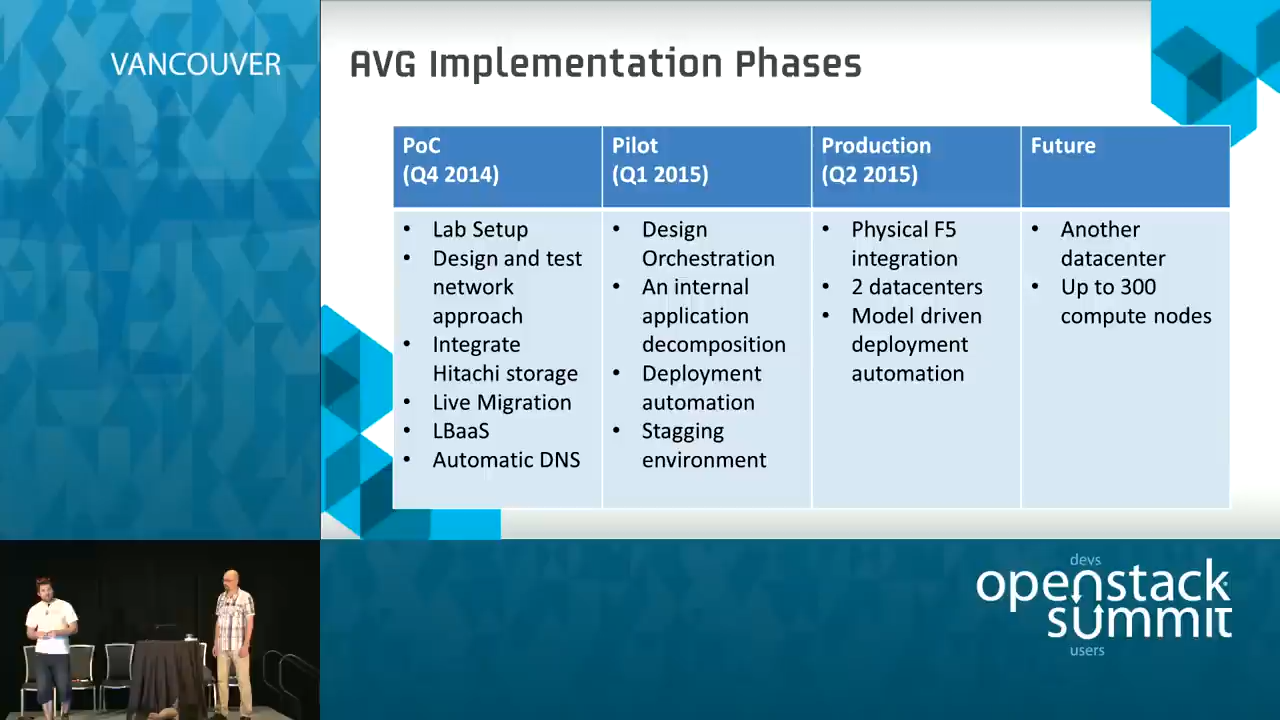 VANCOUVER
AVG Implementation Phases
PoC
(Q4 2014)
• Lab Setup
• Design and test
network
approach
• Integrate
Hitachi storage
• Live Migration
• LBaaS
• Automatic DNS
Pilot
(Q1 2015)
• Design
Orchestration
• An internal
application
decomposition
• Deployment
automation
• Stagging
environment
Production
(Q2 2015)
• Physical F5
integration
• 2 datacenters
• Model driven
deployment
automation
Future
• Another
datacenter
• Up to 300
compute nodes
devs
openstack
summit
users